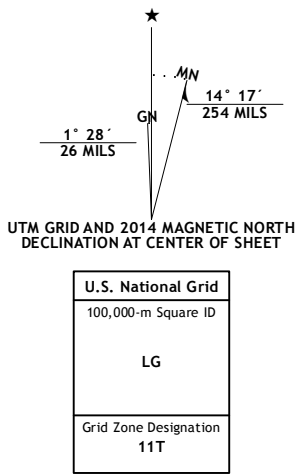 ★
MN
14° 17´
254 MILS
GN
1° 28´
26 MILS
UTM GRID AND 2014 MAGNETIC NORTH
DECLINATION AT CENTER OF SHEET
U.S. National Grid
100,000-m Square ID
LG
Grid Zone Designation
11T